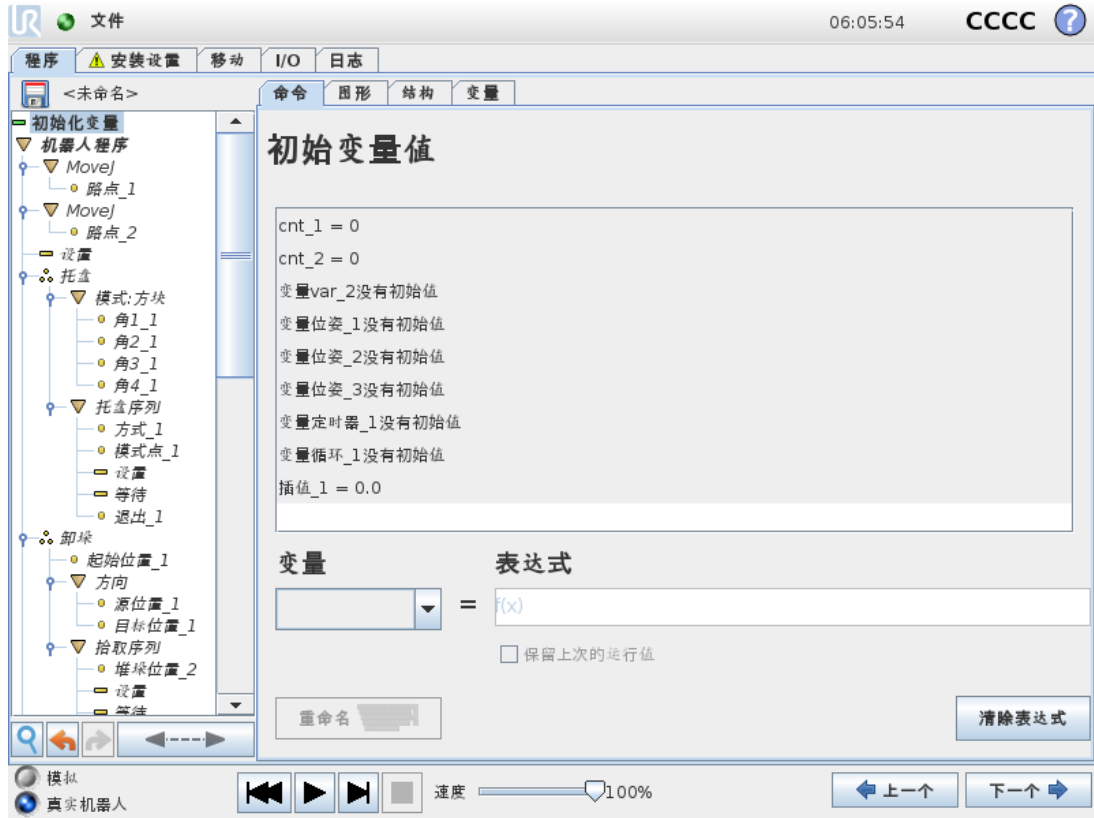 UR 文件 06:05:54 CCCC ?
程序 安装设置 移动 I/O 日志
<未命名> 命令 图形 结构 变量
初始化变量
机器人程序
MoveJ
路点_1
MoveJ
路点_2
设置
托盘
模式:方块
角1_1
角2_1
角3_1
角4_1
托盘序列
方式_1
模式点_1
设置
等待
退出_1
卸垛
起始位置_1
方向
源位置_1
目标位置_1
拾取序列
堆垛位置_2
设置
等待
初始变量值
cnt_1 = 0
cnt_2 = 0
变量var_2没有初始值
变量位姿_1没有初始值
变量位姿_2没有初始值
变量位姿_3没有初始值
变量定时器_1没有初始值
变量循环_1没有初始值
插值_1 = 0.0
变量 表达式
= f(x)
保留上次的运行值
重命名 清除表达式
模拟
真实机器人
速度 100% 上一个 下一个